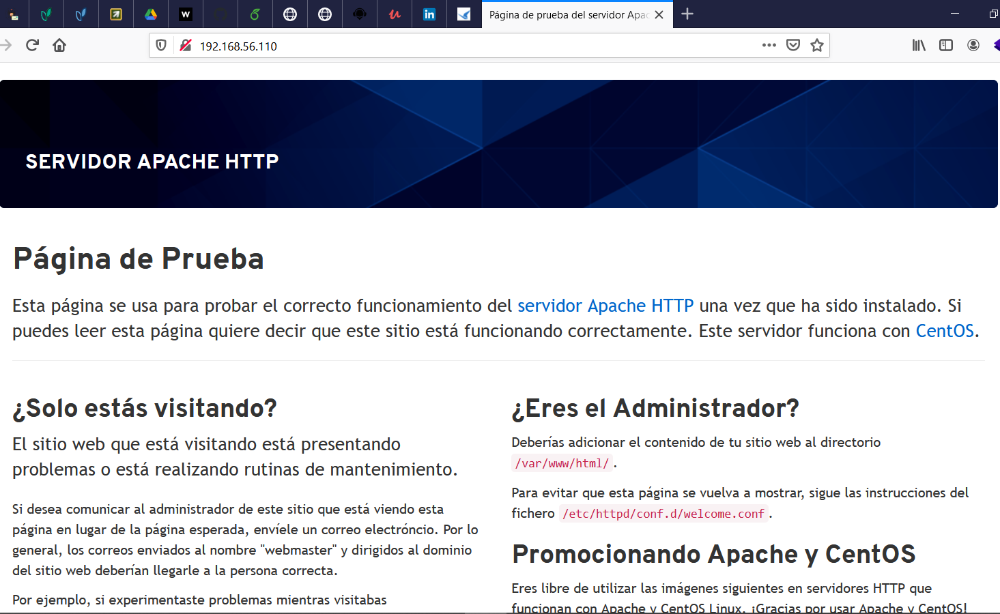 Página de prueba del servidor Apac
192.168.56.110
SERVIDOR APACHE HTTP
Página de Prueba
Esta página se usa para probar el correcto funcionamiento del servidor Apache HTTP una vez que ha sido instalado. Si
puedes leer esta página quiere decir que este sitio está funcionando correctamente. Este servidor funciona con CentOS.
¿Solo estás visitando?
El sitio web que está visitando está presentando
problemas o está realizando rutinas de mantenimiento.
Si desea comunicar al administrador de este sitio que está viendo esta
página en lugar de la página esperada, envíele un correo electróncio. Por lo
general, los correos enviados al nombre "webmaster" y dirigidos al dominio
del sitio web deberían llegarle a la persona correcta.
Por ejemplo, si experimentaste problemas mientras visitabas
¿Eres el Administrador?
Deberías adicionar el contenido de tu sitio web al directorio
/var/www/html/.
Para evitar que esta página se vuelva a mostrar, sigue las instrucciones del
fichero /etc/httpd/conf.d/welcome.conf.
Promocionando Apache y CentOS
Eres libre de utilizar las imágenes siguientes en servidores HTTP que
funcionan con Apache y CentOS Linux. ¡Gracias por usar Apache y CentOS!